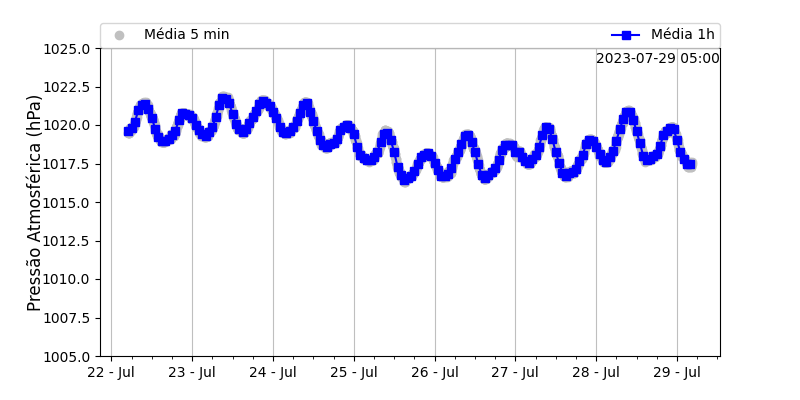 Média 5 min
Média 1h
2023-07-29 05:00
Pressão Atmosférica (hPa)
1025.0
1022.5
1020.0
1017.5
1015.0
1012.5
1010.0
1007.5
1005.0
22 - Jul
23 - Jul
24 - Jul
25 - Jul
26 - Jul
27 - Jul
28 - Jul
29 - Jul